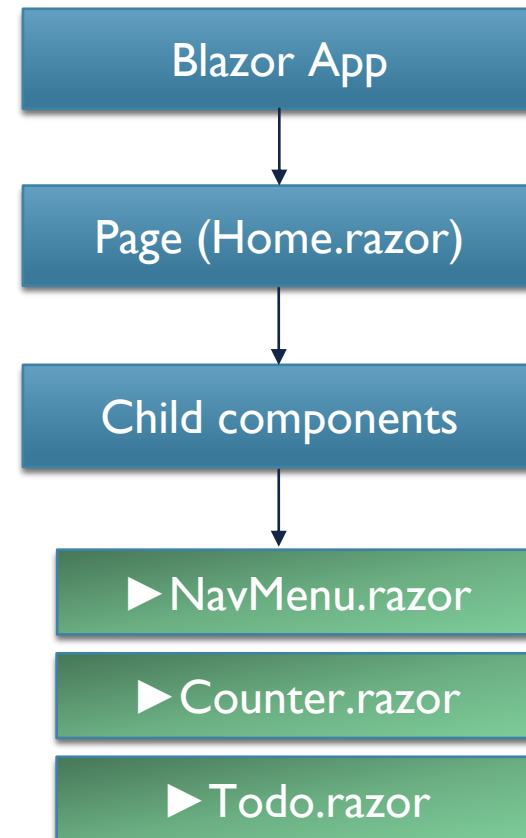 Blazor App
Page (Home.razor)
Child components
►NavMenu.razor
►Counter.razor
►Todo.razor